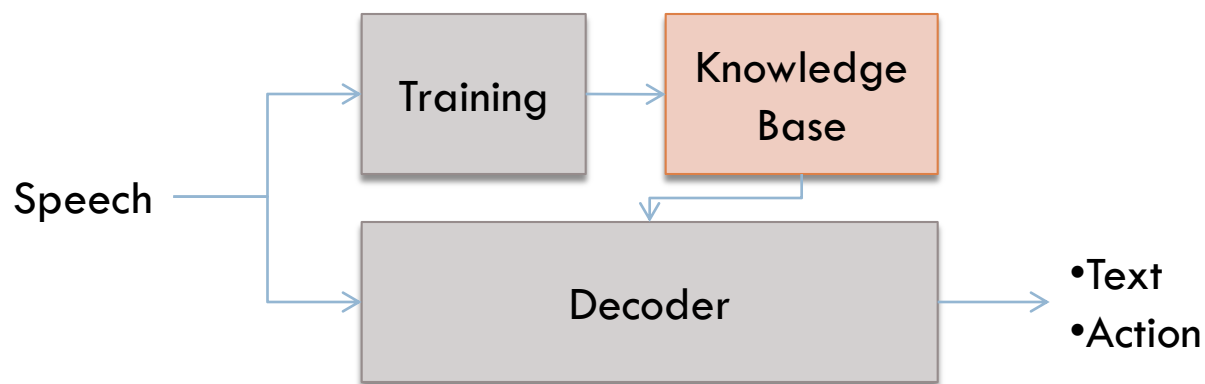 Training
Knowledge
Base
Speech
Decoder
•Text
•Action